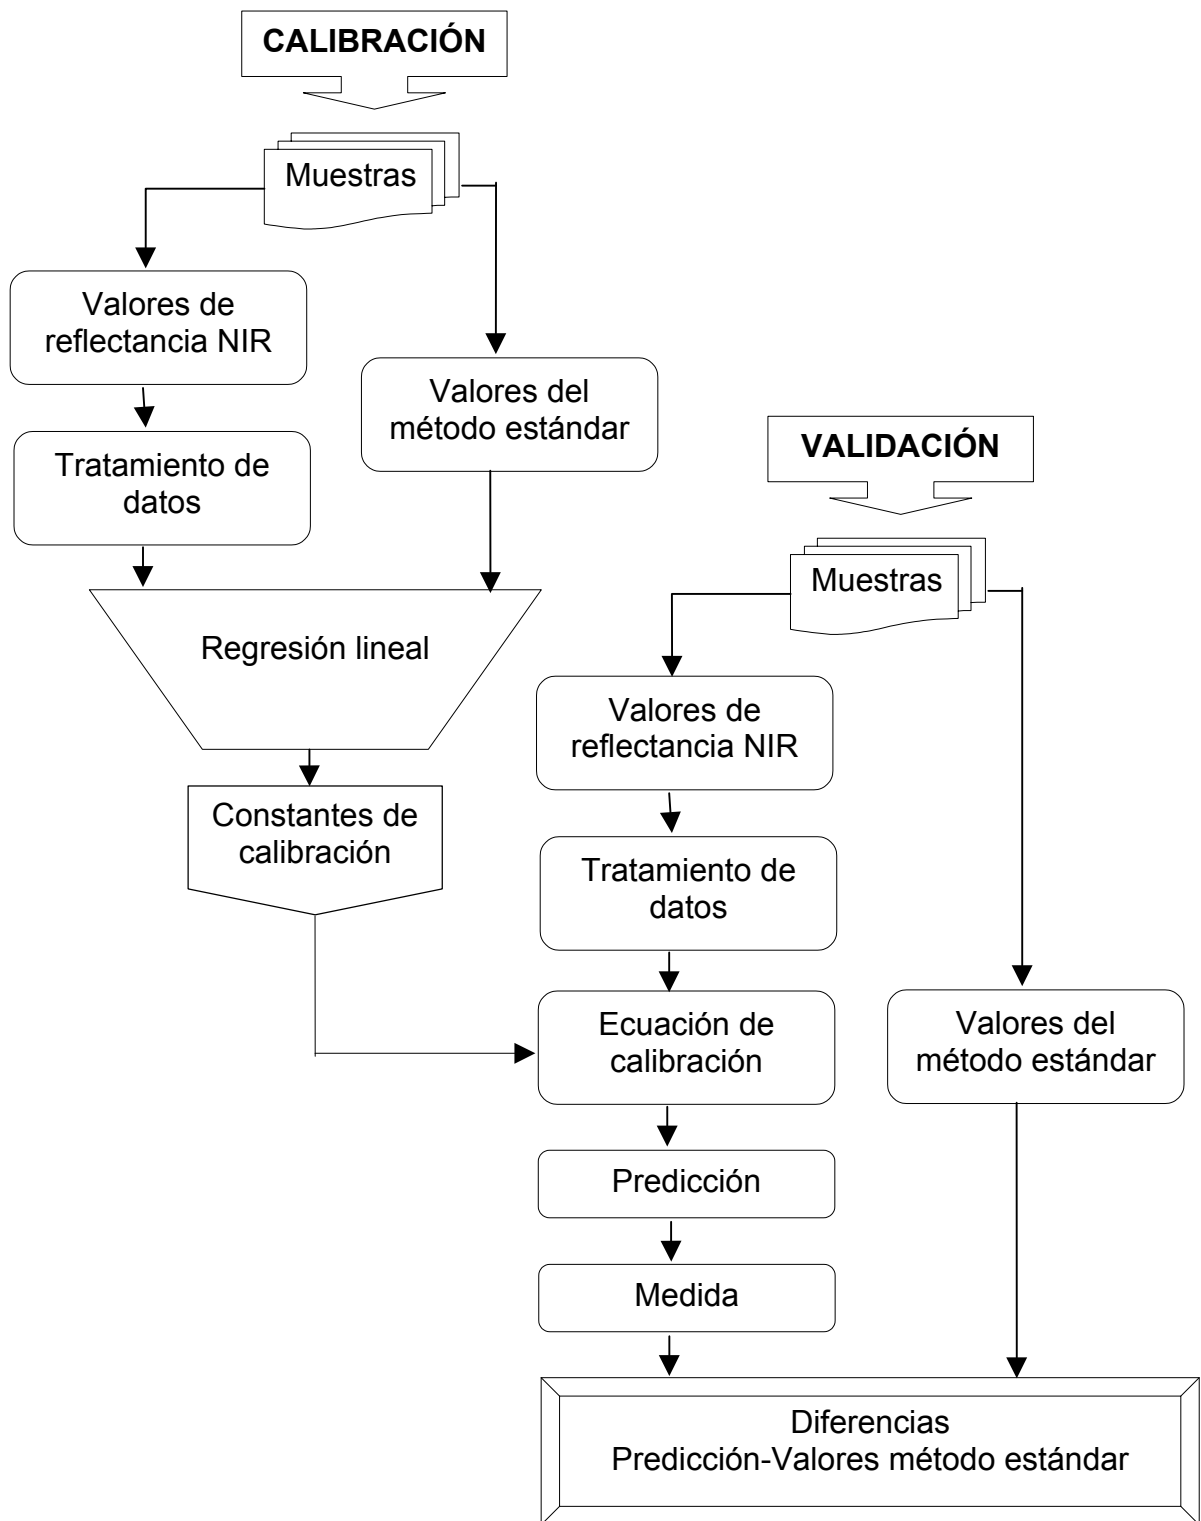 CALIBRACIÓN
Muestras
Valores de
reflectancia NIR
Valores del
método estándar
Tratamiento de
datos
Regresión lineal
Constantes de
calibración
VALIDACIÓN
Muestras
Valores de
reflectancia NIR
Tratamiento de
datos
Ecuación de
calibración
Valores del
método estándar
Predicción
Medida
Diferencias
Predicción-Valores método estándar